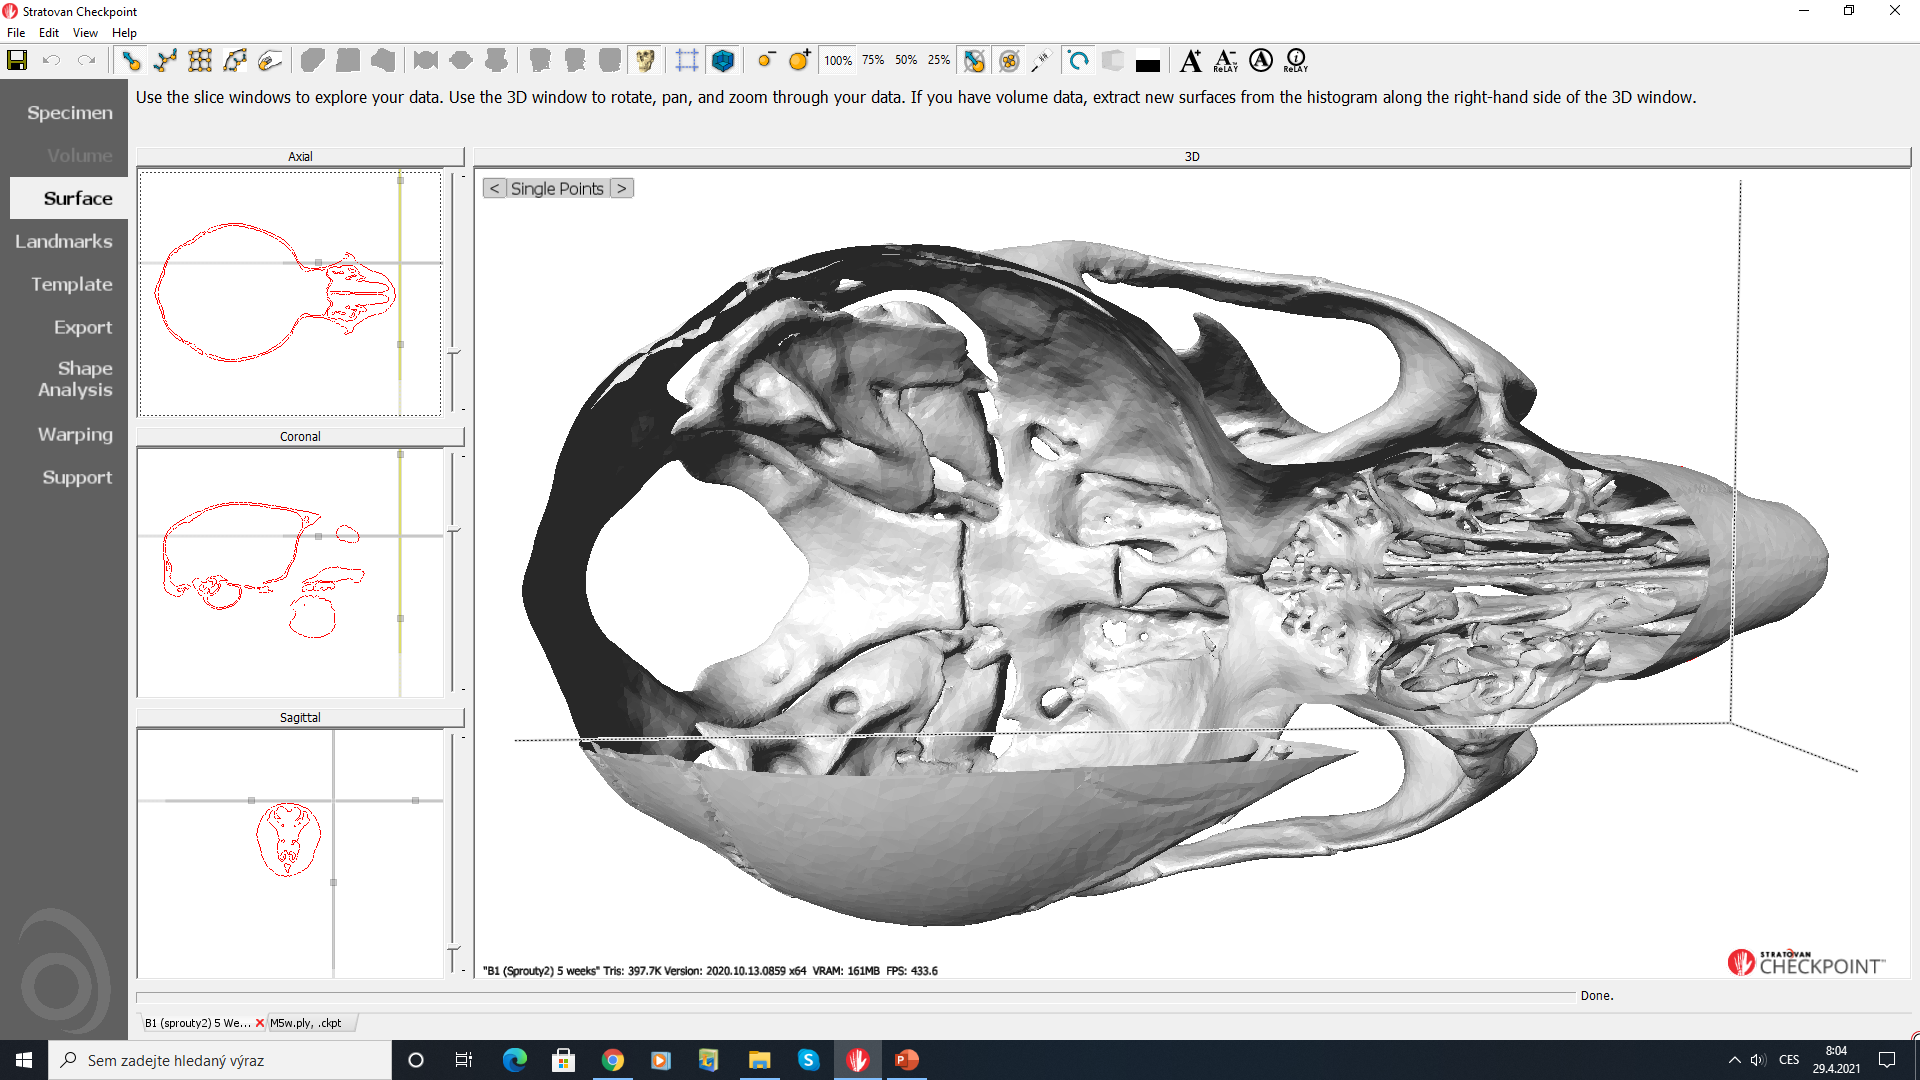 Stratovan Checkpoint
File Edit View Help
100% 75% 50% 25% A+ A- ReLAY A ReLAY
Use the slice windows to explore your data. Use the 3D window to rotate, pan, and zoom through your data. If you have volume data, extract new surfaces from the histogram along the right-hand side of the 3D window.
Specimen
Volume
Surface
Landmarks
Template
Export
Shape
Analysis
Warping
Support
Axial
Coronal
Sagittal
3D
< Single Points >
"B1 (Sprouty2) 5 weeks" Tris: 397.7K Version: 2020.10.13.0859 x64 VRAM: 161MB FPS: 433.6
STRATOVAN
CHECKPOINT™
Done.
B1 (sprouty2) 5 We... M5w.ply, .ckpt
Sem zadejte hledaný výraz
CES
8:04
29.4.2021